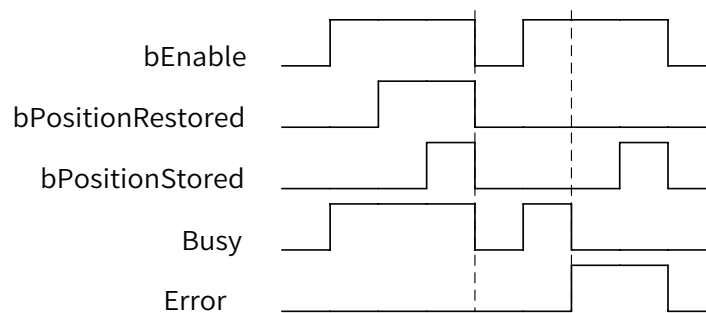 bEnable
bPositionRestored
bPositionStored
Busy
Error